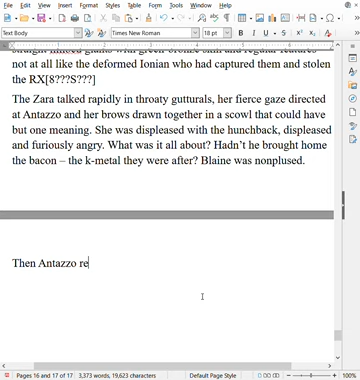 File Edit View Insert Format Styles Table Form Tools Window Help
Text Body Times New Roman 18 pt
not at all like the deformed Ionian who had captured them and stolen
the RX[8???S???]
The Zara talked rapidly in throaty gutturals, her fierce gaze directed
at Antazzo and her brows drawn together in a scowl that could have
but one meaning. She was displeased with the hunchback, displeased
and furiously angry. What was it all about? Hadn't he brought home
the bacon – the k-metal they were after? Blaine was nonplused.
Then Antazzo re
Pages 16 and 17 of 17 3,373 words, 19,623 characters Default Page Style 100%